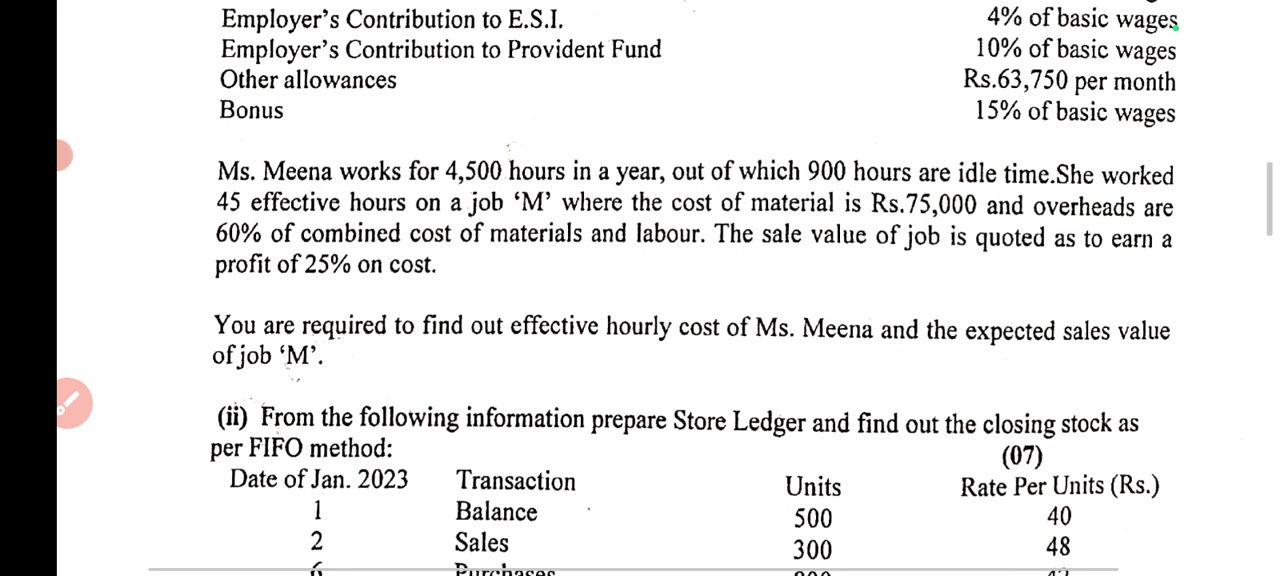 Employer's Contribution to E.S.I. 4% of basic wages
Employer's Contribution to Provident Fund 10% of basic wages
Other allowances Rs.63,750 per month
Bonus 15% of basic wages
Ms. Meena works for 4,500 hours in a year, out of which 900 hours are idle time.She worked
45 effective hours on a job ‘M’ where the cost of material is Rs.75,000 and overheads are
60% of combined cost of materials and labour. The sale value of job is quoted as to earn a
profit of 25% on cost.
You are required to find out effective hourly cost of Ms. Meena and the expected sales value
of job ‘M’.
(ii) From the following information prepare Store Ledger and find out the closing stock as
per FIFO method: (07)
Date of Jan. 2023 Transaction Units Rate Per Units (Rs.)
1 Balance 500 40
2 Sales 300 48
6 Purchases